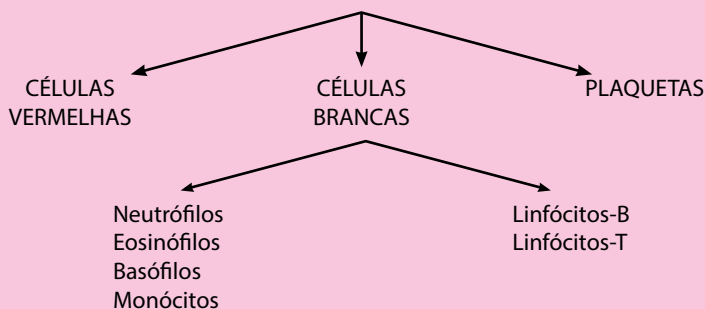 CÉLULAS
VERMELHAS
CÉLULAS
BRANCAS
PLAQUETAS
Neutrófilos
Eosinófilos
Basófilos
Monócitos
Linfócitos-B
Linfócitos-T